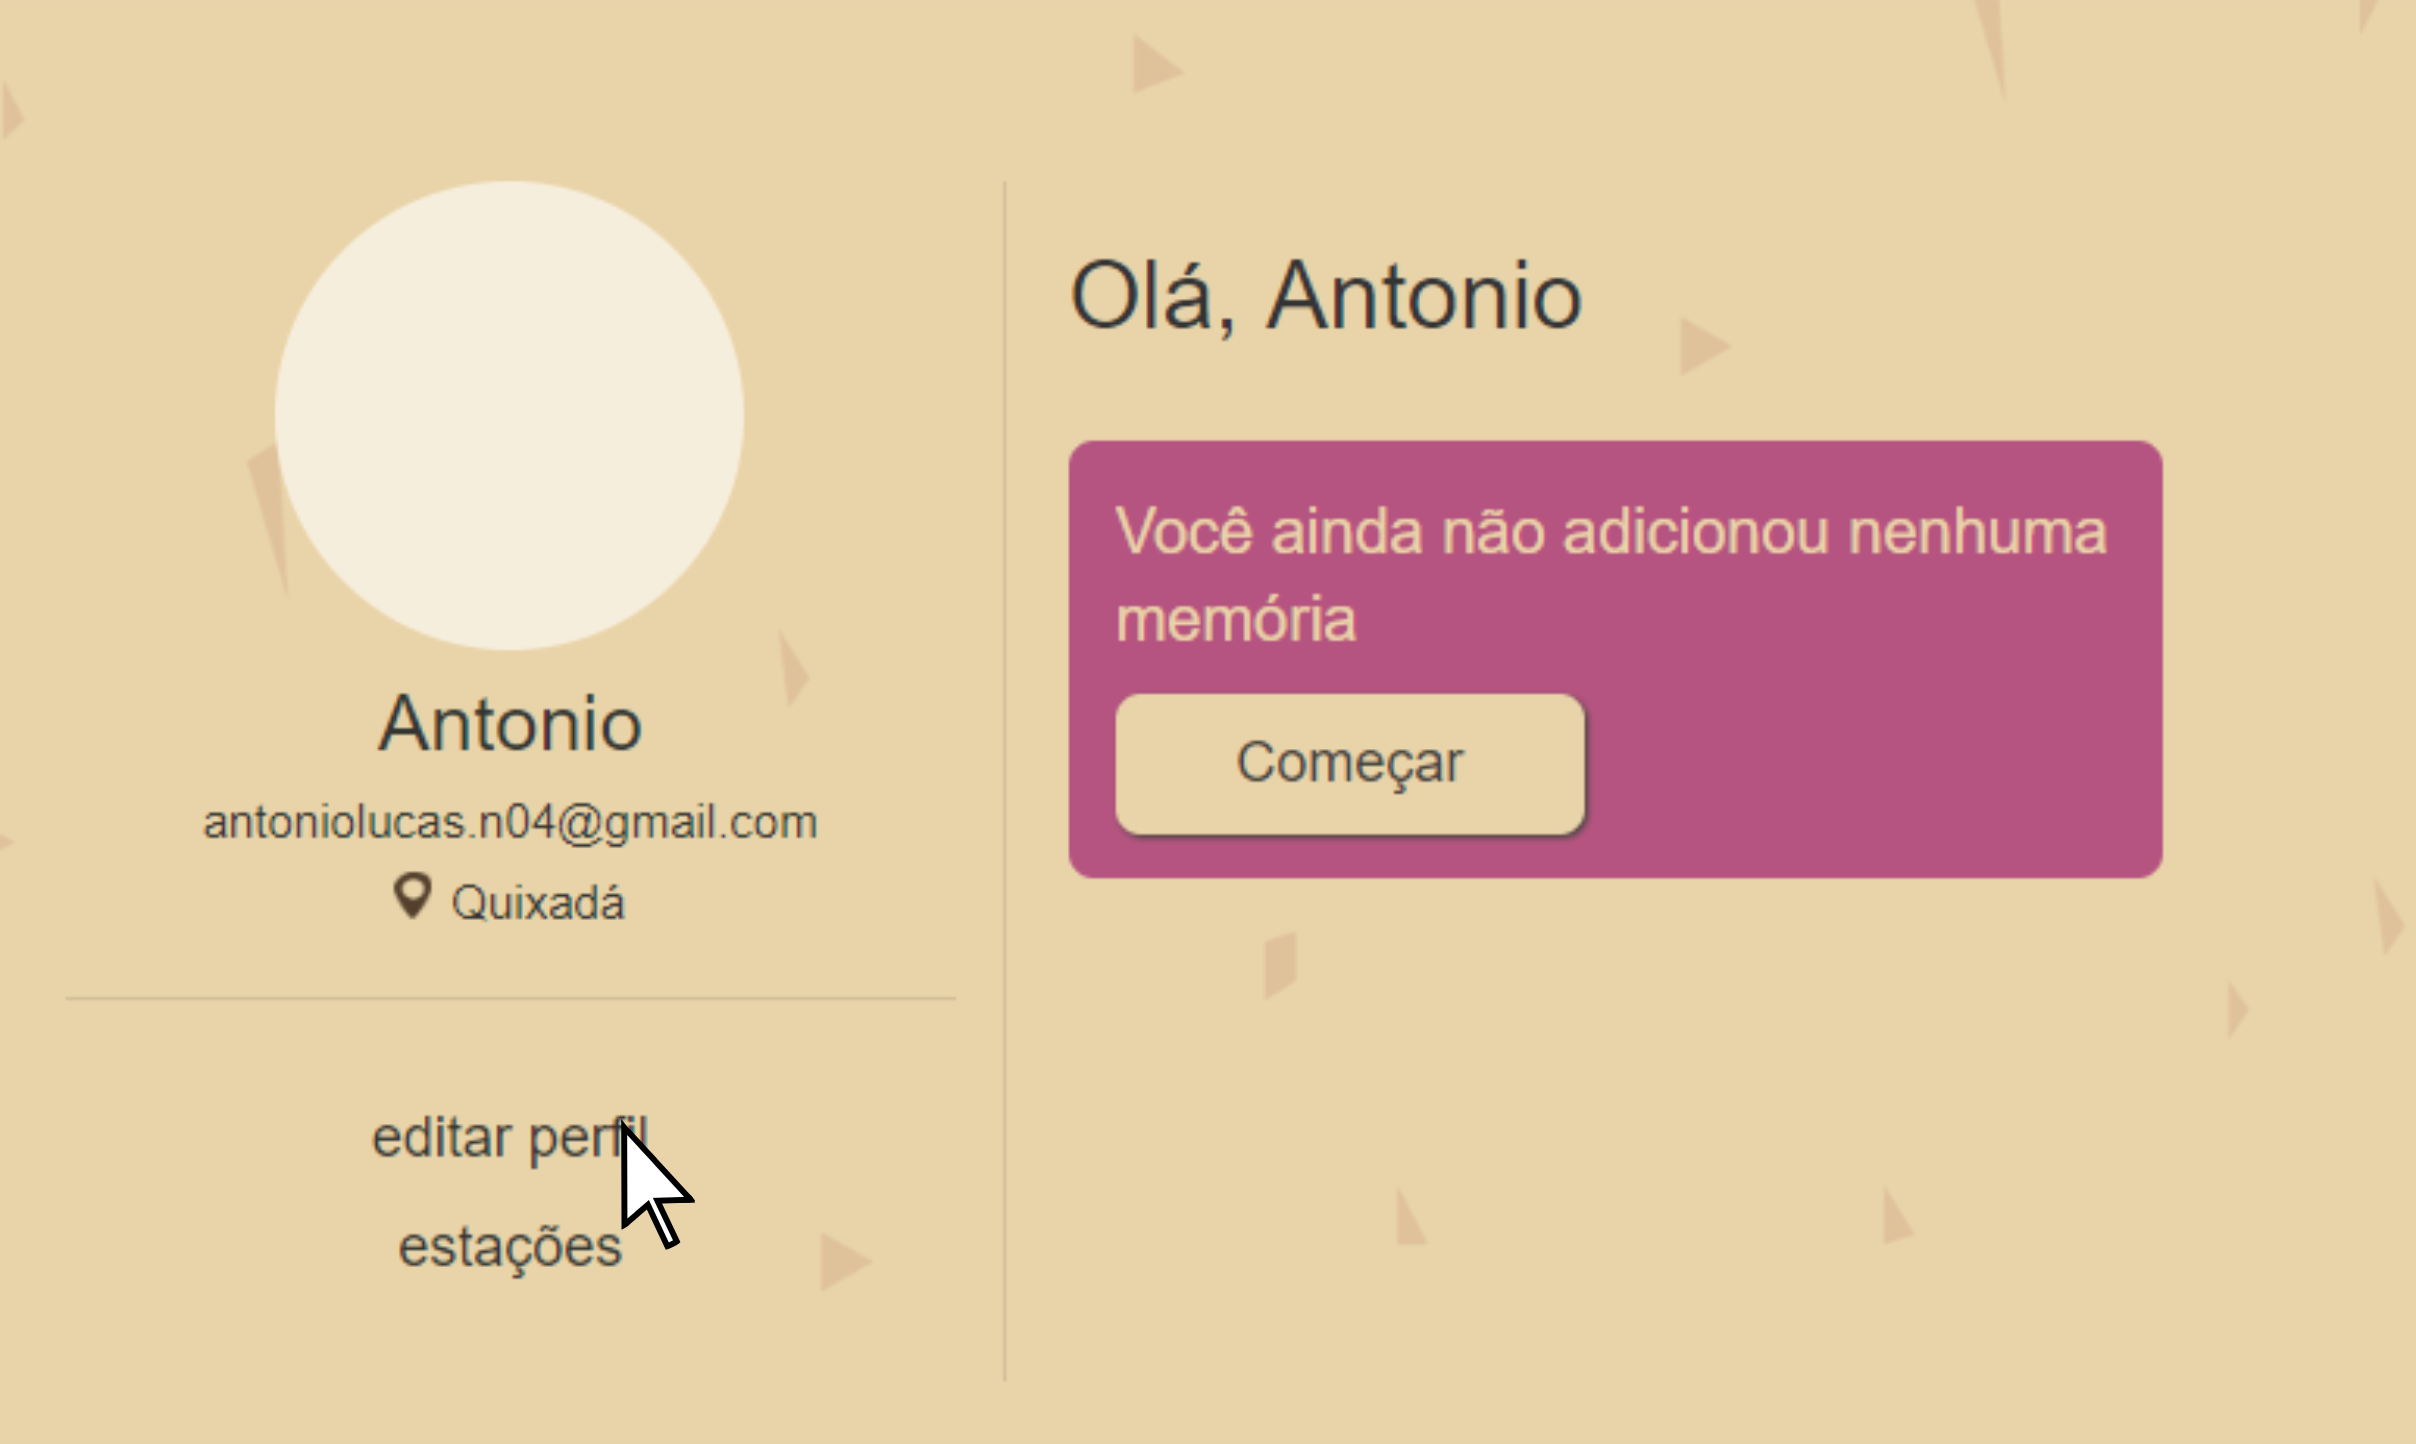 Antonio
antoniolucas.n04@gmail.com
Quixadá
editar perfil
estações
Olá, Antonio
Você ainda não adicionou nenhuma
memória
Começar